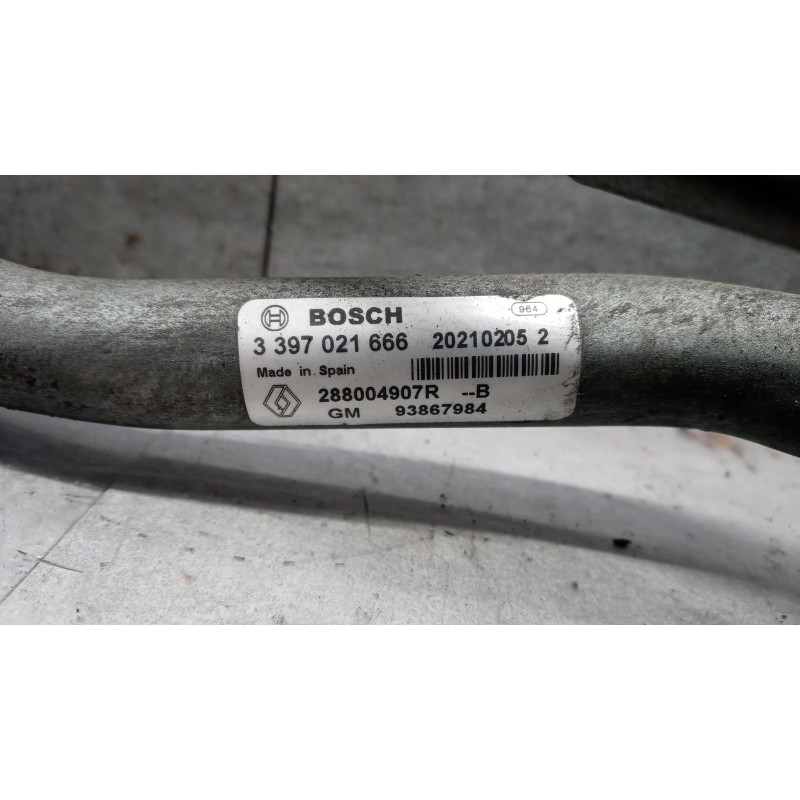 964
BOSCH
3 397 021 666 20210205 2
Made in. Spain
288004907R --B
GM 93867984